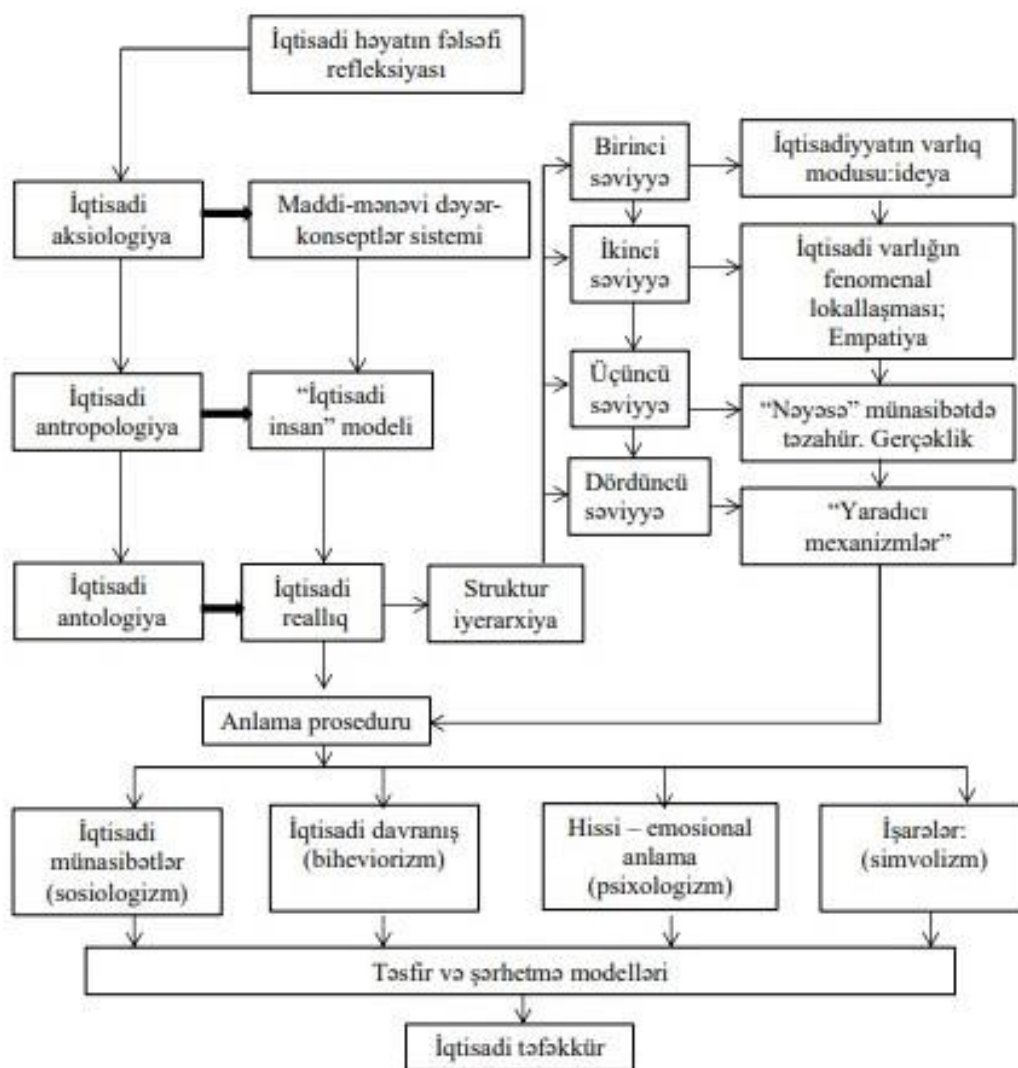 İqtisadi həyatın fəlsəfi
refleksiyası
İqtisadi
aksiologiya
Maddi-mənəvi dəyər-
konseptlər sistemi
Birinci
səviyyə
İqtisadiyyatın varlıq
modusu:ideya
İkinci
səviyyə
İqtisadi varlığın
fenomenal
lokallaşması;
Empatiya
İqtisadi
antropologiya
“İqtisadi
insan” modeli
Üçüncü
səviyyə
“Nəyəsə” münasibətdə
təzahür. Gerçəklik
Dördüncü
səviyyə
“Yaradıcı
mexanizmlər”
İqtisadi
antologiya
İqtisadi
reallıq
Struktur
iyerarxiya
Anlama proseduru
İqtisadi
münasibətlər
(sosiologizm)
İqtisadi davranış
(biheviorizm)
Hissi – emosional
anlama
(psixologizm)
İşarələr:
(simvolizm)
Təsfir və şərhetmə modelləri
İqtisadi təfəkkür